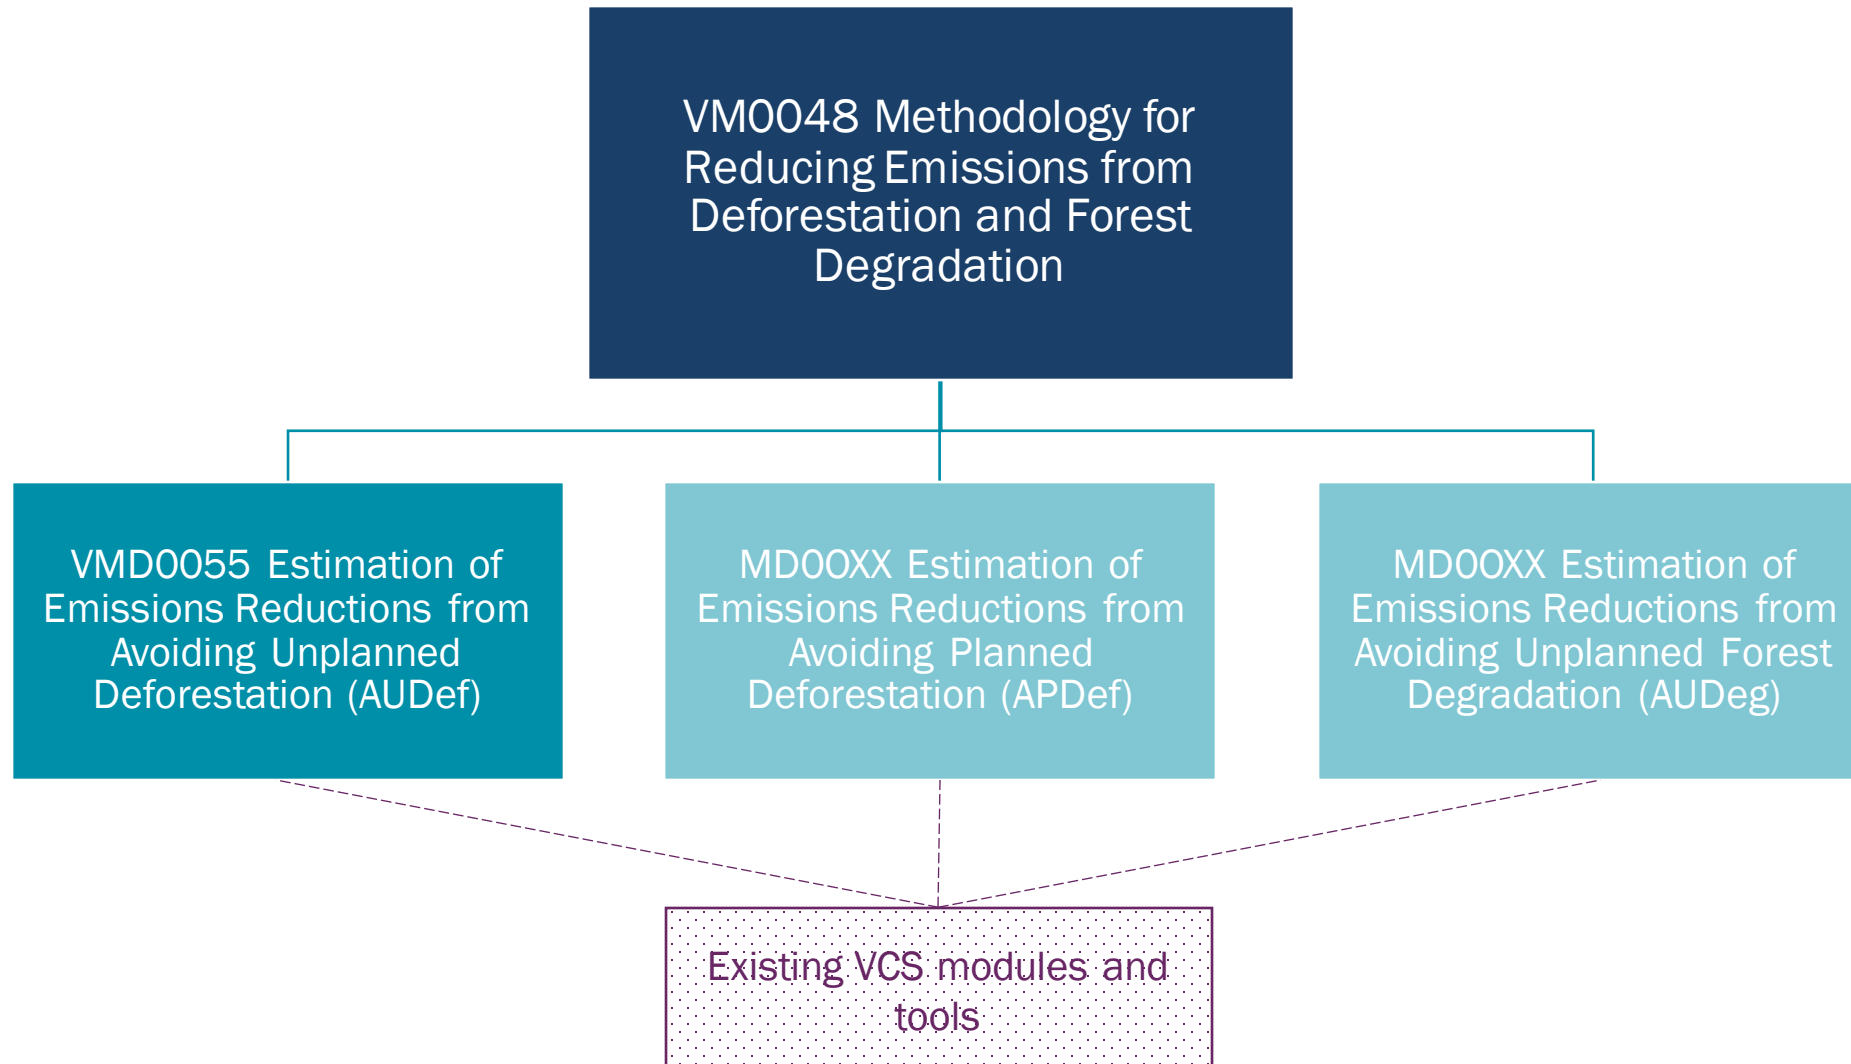 VM0048 Methodology for
Reducing Emissions from
Deforestation and Forest
Degradation
VMD0055 Estimation of
Emissions Reductions from
Avoiding Unplanned
Deforestation (AUDef)
MD00XX Estimation of
Emissions Reductions from
Avoiding Planned
Deforestation (APDef)
MD00XX Estimation of
Emissions Reductions from
Avoiding Unplanned Forest
Degradation (AUDeg)
Existing VCS modules and
tools